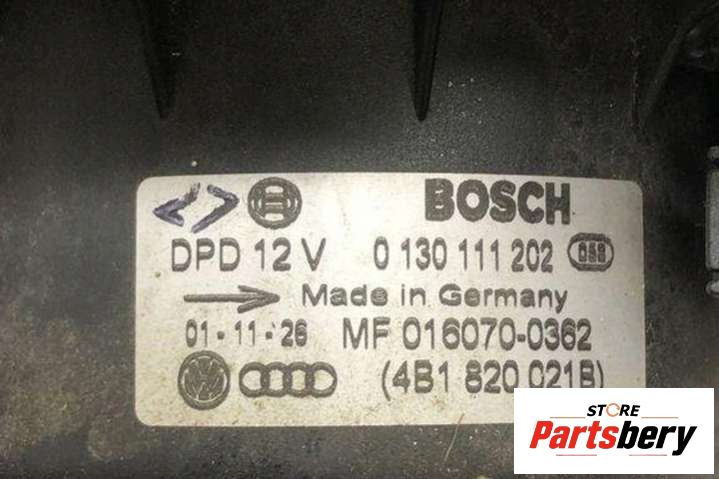 BOSCH
DPD 12 V 0 130 111 202
Made in Germany
01-11-26 MF 016070-0362
VW (4B1 820 021B)
STORE
Partsbery